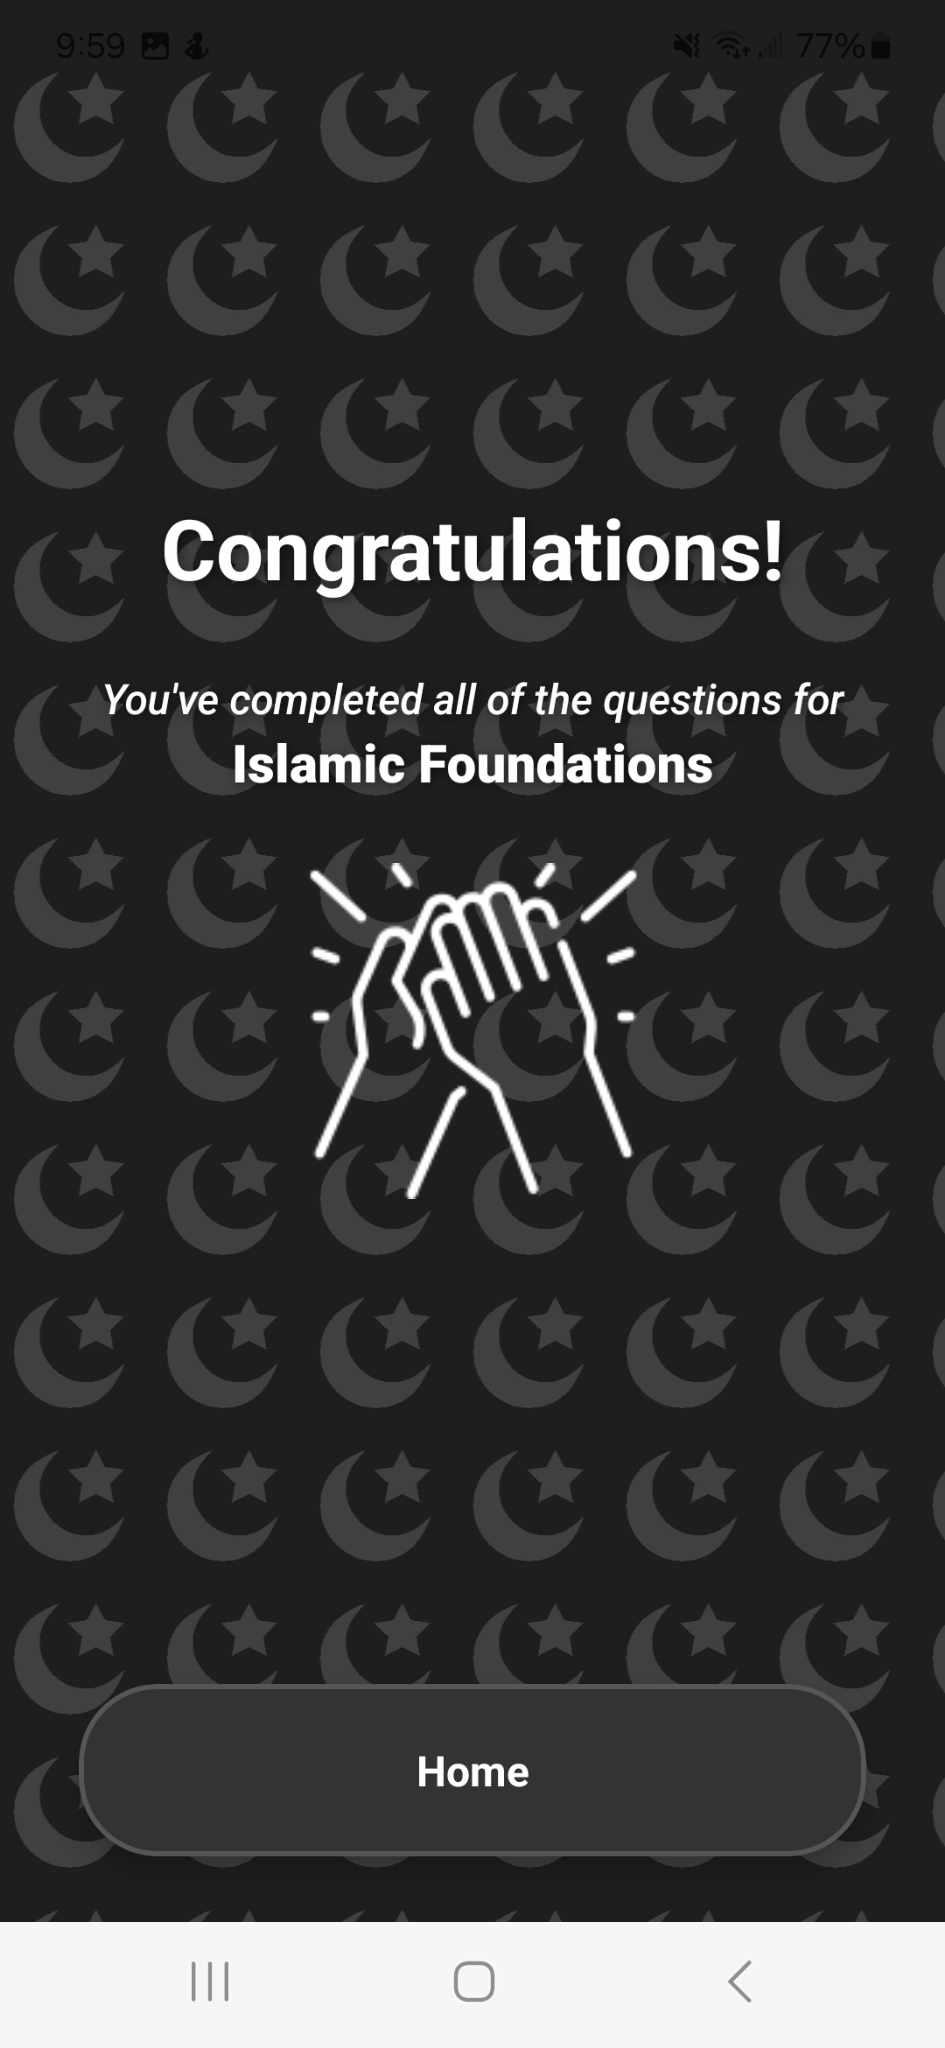 9:59 77%
Congratulations!
You've completed all of the questions for
Islamic Foundations
Home